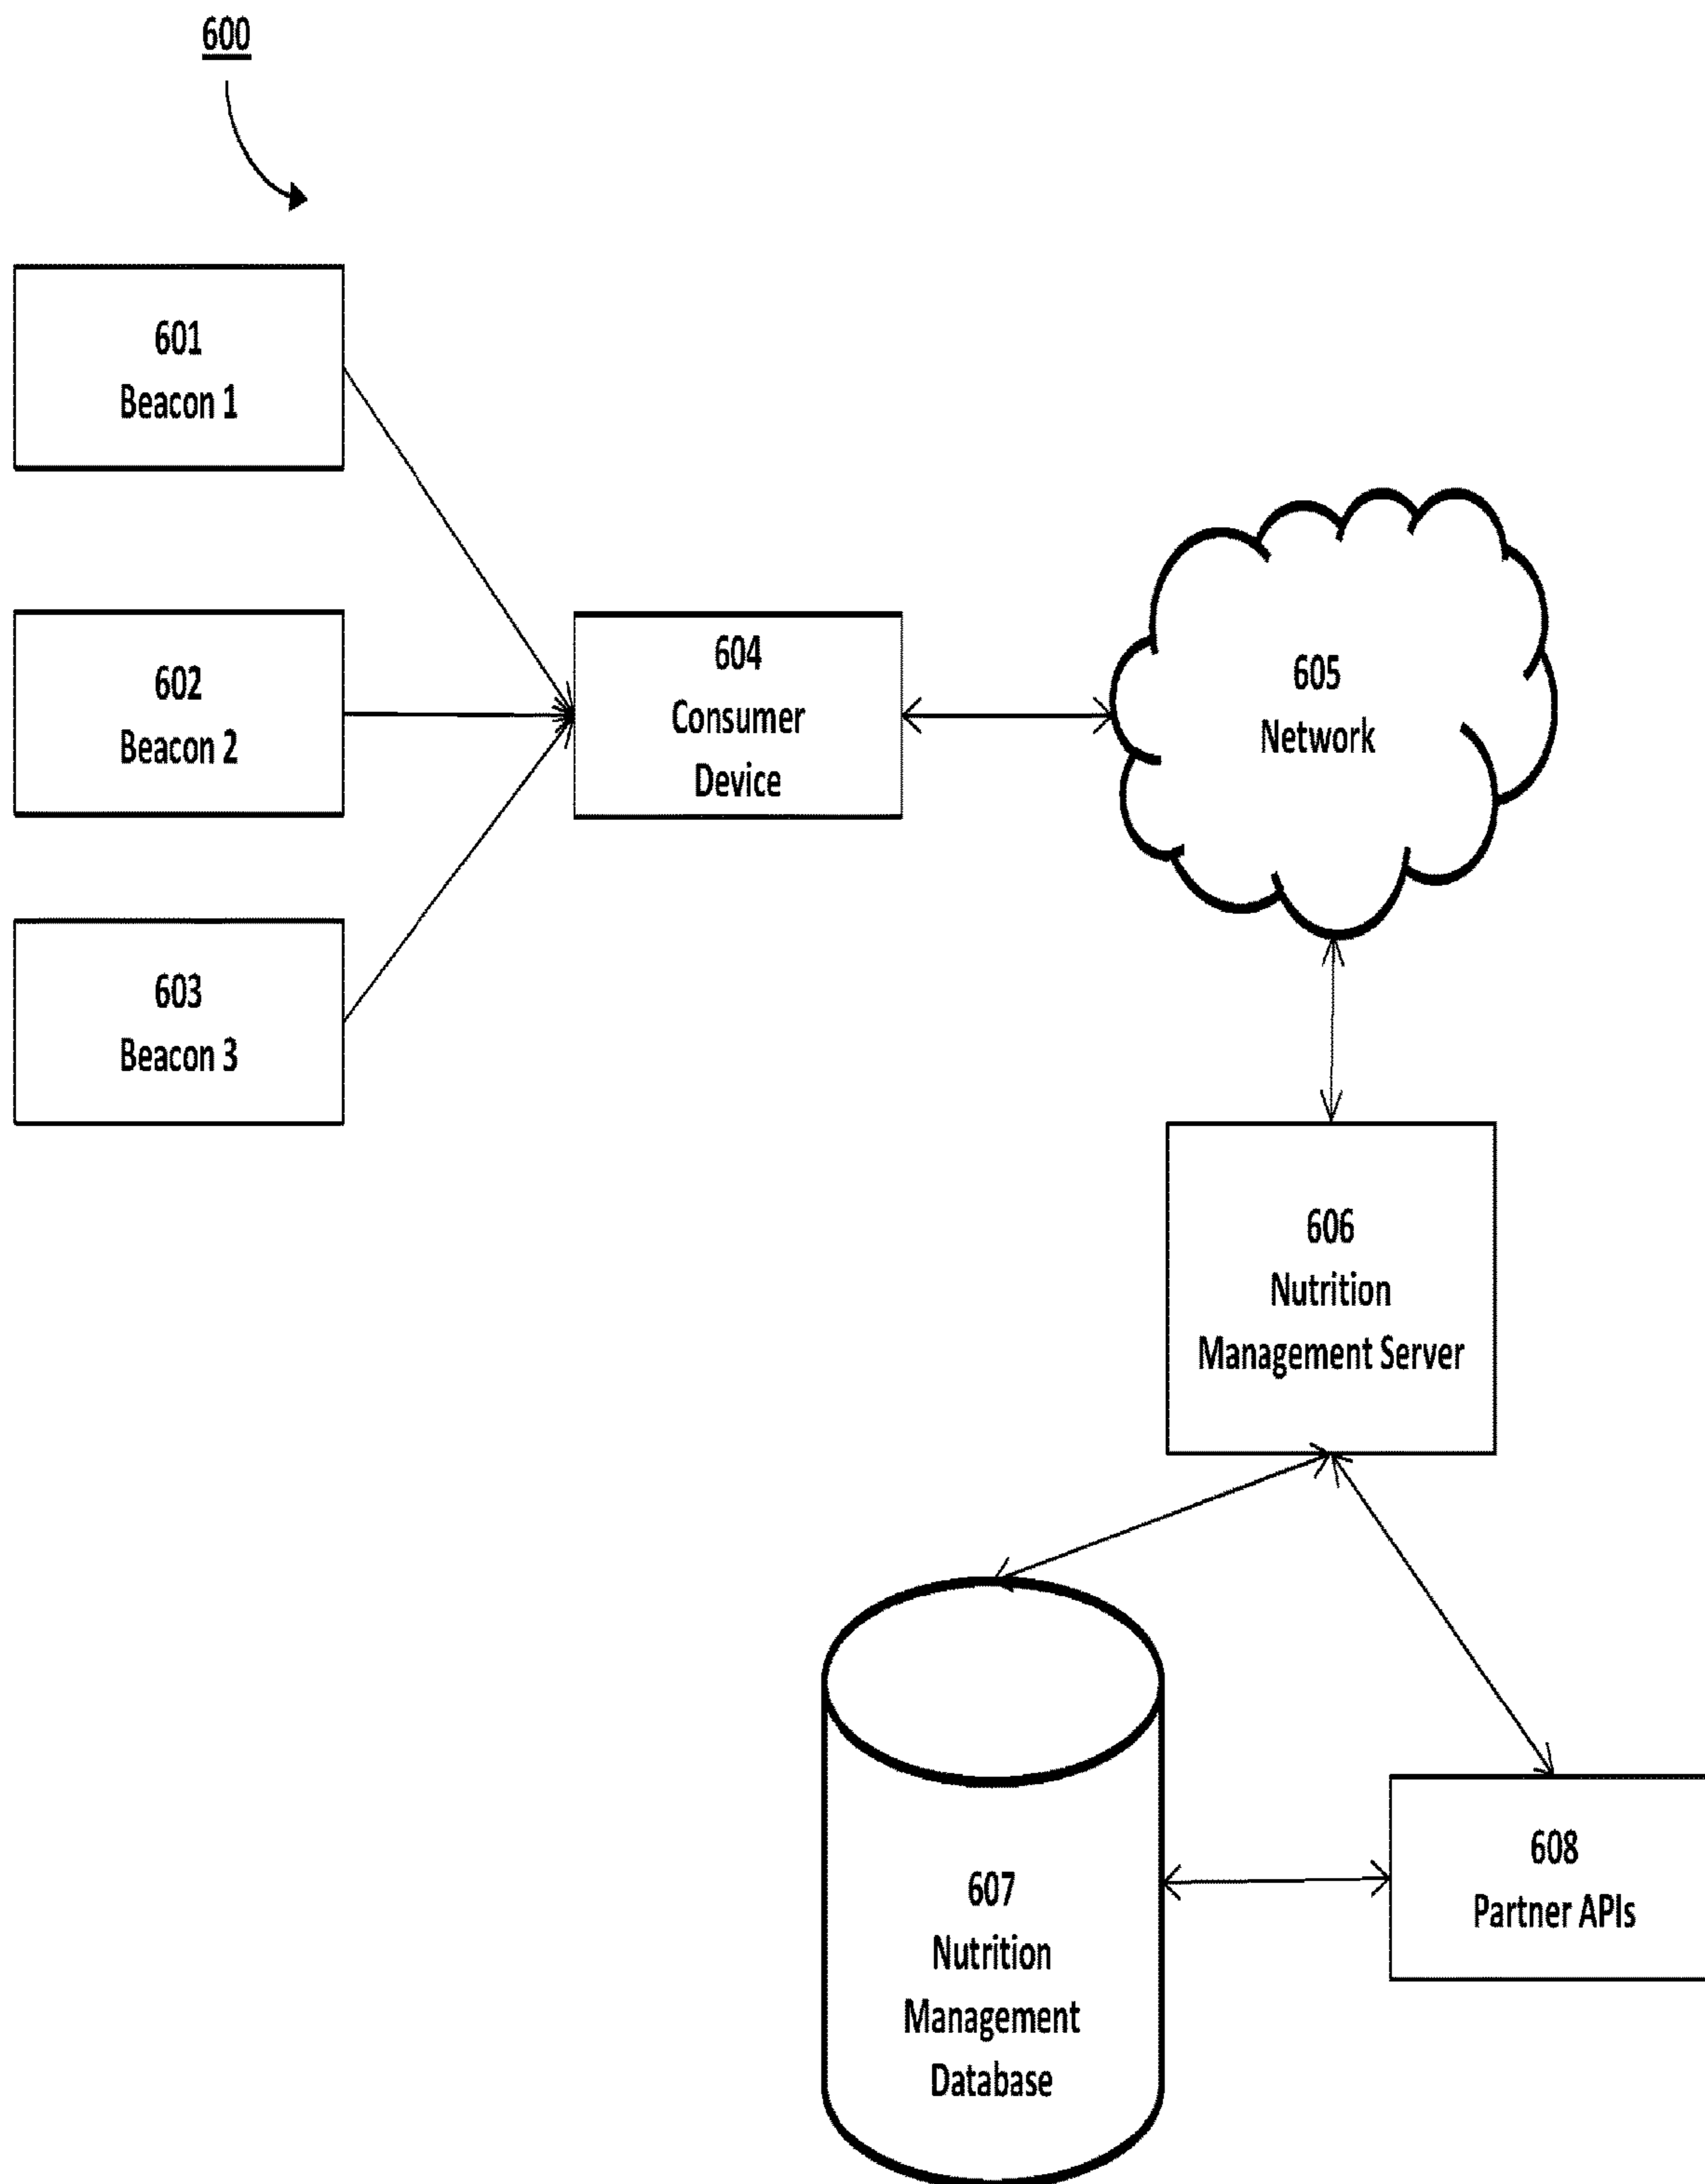 600
601
Beacon 1
602
Beacon 2
603
Beacon 3
604
Consumer
Device
605
Network
606
Nutrition
Management Server
607
Nutrition
Management
Database
608
Partner APIs